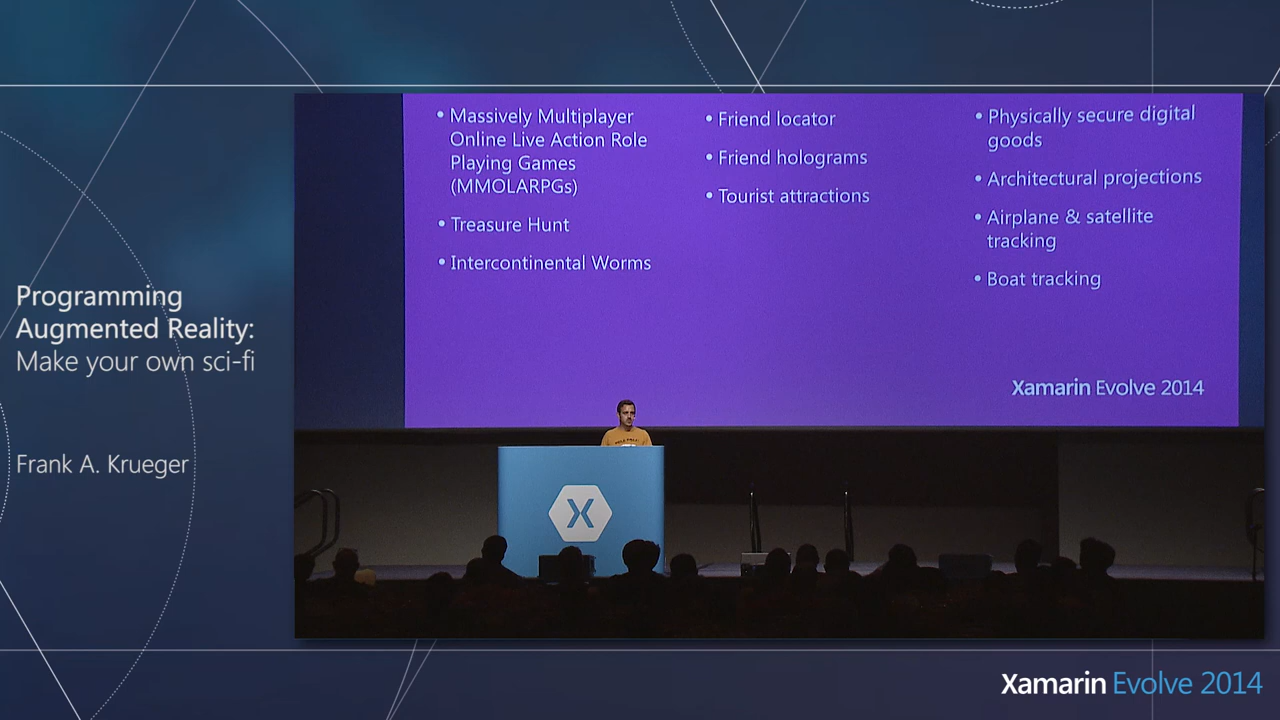 Programming
Augmented Reality:
Make your own sci-fi
Frank A. Krueger
• Massively Multiplayer
Online Live Action Role
Playing Games
(MMOLARPGs)
• Treasure Hunt
• Intercontinental Worms
• Friend locator
• Friend holograms
• Tourist attractions
• Physically secure digital
goods
• Architectural projections
• Airplane & satellite
tracking
• Boat tracking
Xamarin Evolve 2014
Xamarin Evolve 2014